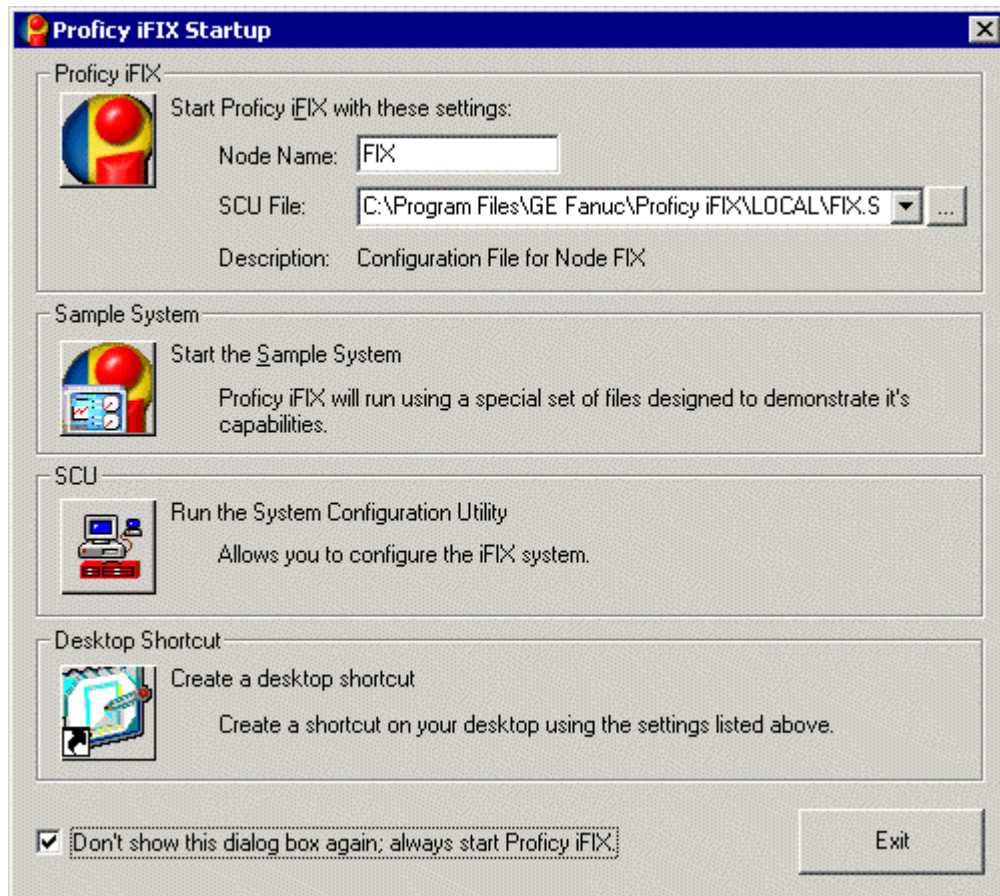 Proficy iFIX Startup
Proficy iFIX
Start Proficy iFIX with these settings:
Node Name: FIX
SCU File: C:\Program Files\GE Fanuc\Proficy iFIX\LOCAL\FIX.S ...
Description: Configuration File for Node FIX
Sample System
Start the Sample System
Proficy iFIX will run using a special set of files designed to demonstrate it's
capabilities.
SCU
Run the System Configuration Utility
Allows you to configure the iFIX system.
Desktop Shortcut
Create a desktop shortcut
Create a shortcut on your desktop using the settings listed above.
Don't show this dialog box again; always start Proficy iFIX.
Exit